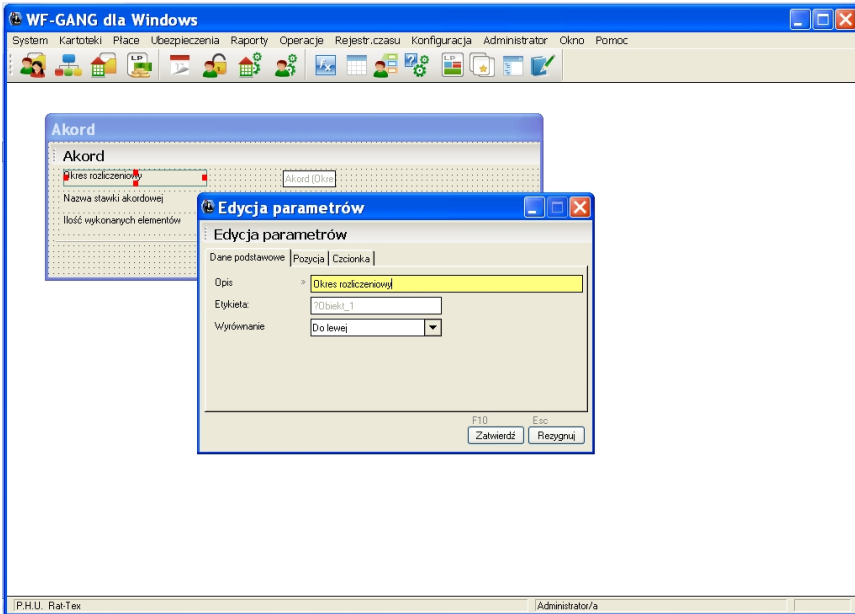 WF-GANG dla Windows
System Kartoteki Płace Ubezpieczenia Raporty Operacje Rejestr.czasu Konfiguracja Administrator Okno Pomoc
Akord
Akord
Okres rozliczeniowy Akord (Okre
Nazwa stawki akordowej
Ilość wykonanych elementów
Edycja parametrów
Edycja parametrów
Dane podstawowe Pozycja Czcionka
Opis » Okres rozliczeniowy
Etykieta: ?Obiekt_1
Wyrównanie Do lewej
F10 Esc
Zatwierdź Rezygnuj
P.H.U. Rat-Tex Administrator/a